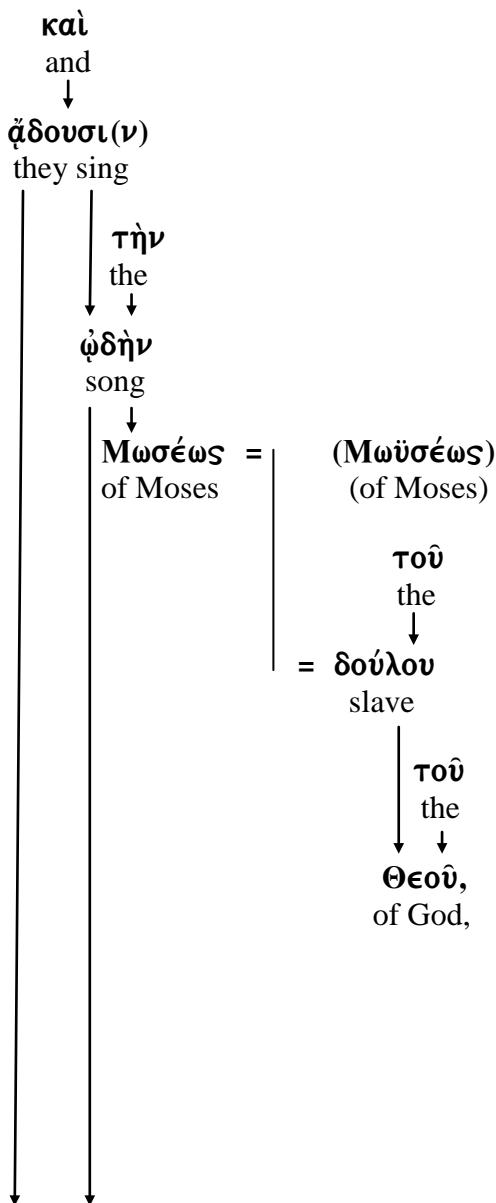 καὶ
and
ᾄδουσι(ν)
they sing
τὴν
the
ᾠδὴν
song
Μωσέως = (Μωϋσέως)
of Moses (of Moses)
τοῦ
the
= δούλου
slave
τοῦ
the
Θεοῦ,
of God,